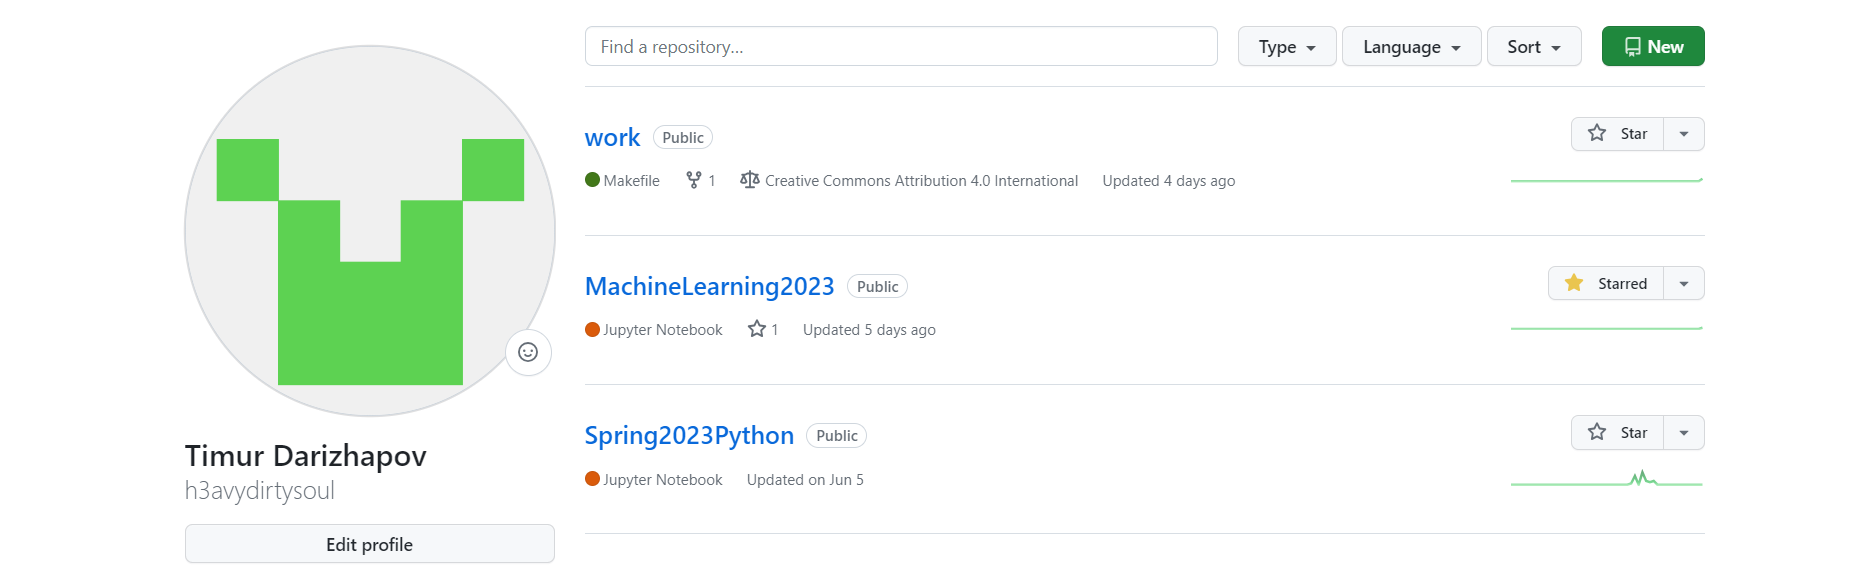 Find a repository...
Type
Language
Sort
New
work Public
Star
Makefile 1 Creative Commons Attribution 4.0 International Updated 4 days ago
MachineLearning2023 Public
Starred
Jupyter Notebook 1 Updated 5 days ago
Spring2023Python Public
Star
Jupyter Notebook Updated on Jun 5
Timur Darizhapov
h3avydirtysoul
Edit profile